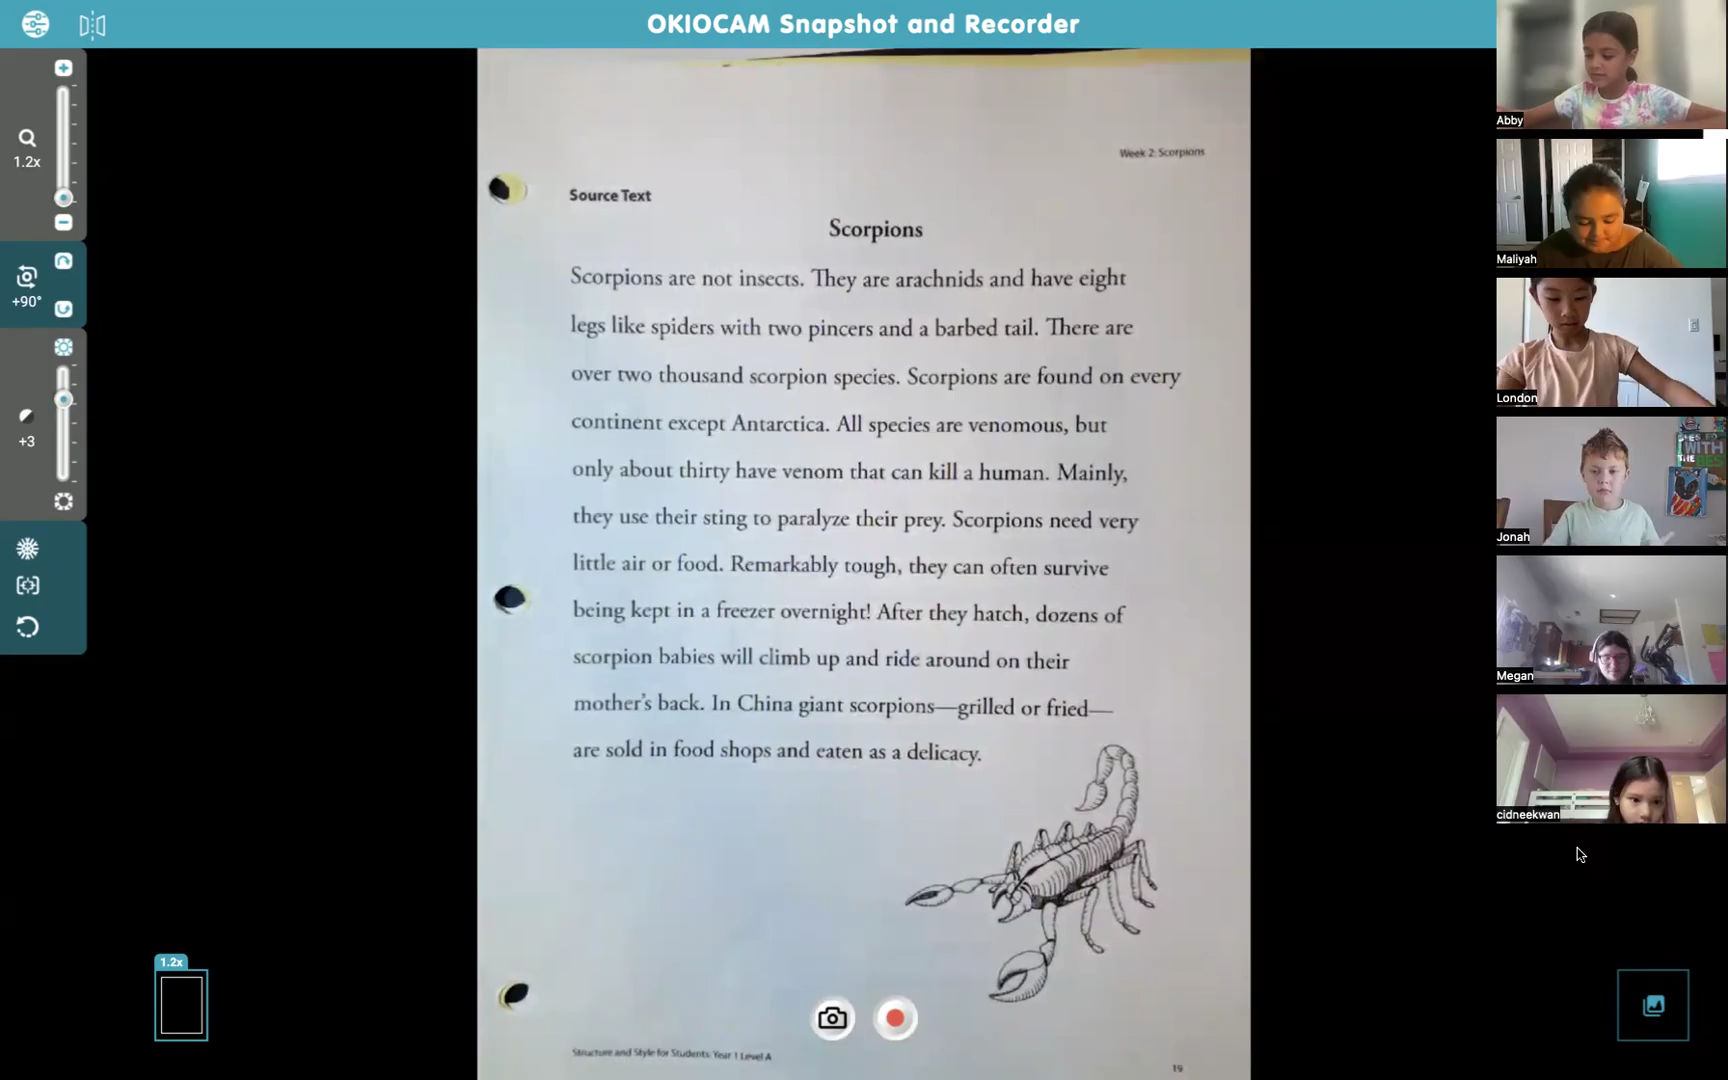 OKIOCAM Snapshot and Recorder
1.2x
+90°
+3
1.2x
Week 2: Scorpions
Source Text
Scorpions
Scorpions are not insects. They are arachnids and have eight
legs like spiders with two pincers and a barbed tail. There are
over two thousand scorpion species. Scorpions are found on every
continent except Antarctica. All species are venomous, but
only about thirty have venom that can kill a human. Mainly,
they use their sting to paralyze their prey. Scorpions need very
little air or food. Remarkably tough, they can often survive
being kept in a freezer overnight! After they hatch, dozens of
scorpion babies will climb up and ride around on their
mother's back. In China giant scorpions—grilled or fried—
are sold in food shops and eaten as a delicacy.
Structure and Style for Students: Year 1 Level A
19
Abby
Maliyah
London
Jonah
WITH
THE
Megan
cidneekwan